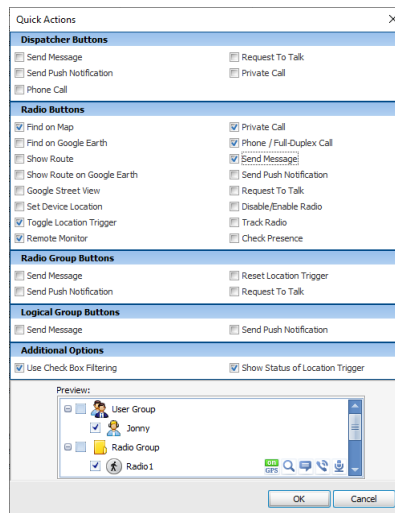 Quick Actions
Dispatcher Buttons
Send Message
Request To Talk
Send Push Notification
Private Call
Phone Call
Radio Buttons
Find on Map
Private Call
Find on Google Earth
Phone / Full-Duplex Call
Show Route
Send Message
Show Route on Google Earth
Send Push Notification
Google Street View
Request To Talk
Set Device Location
Disable/Enable Radio
Toggle Location Trigger
Track Radio
Remote Monitor
Check Presence
Radio Group Buttons
Send Message
Reset Location Trigger
Send Push Notification
Request To Talk
Logical Group Buttons
Send Message
Send Push Notification
Additional Options
Use Check Box Filtering
Show Status of Location Trigger
Preview:
User Group
Jonny
Radio Group
Radio1
on
GPS
OK
Cancel